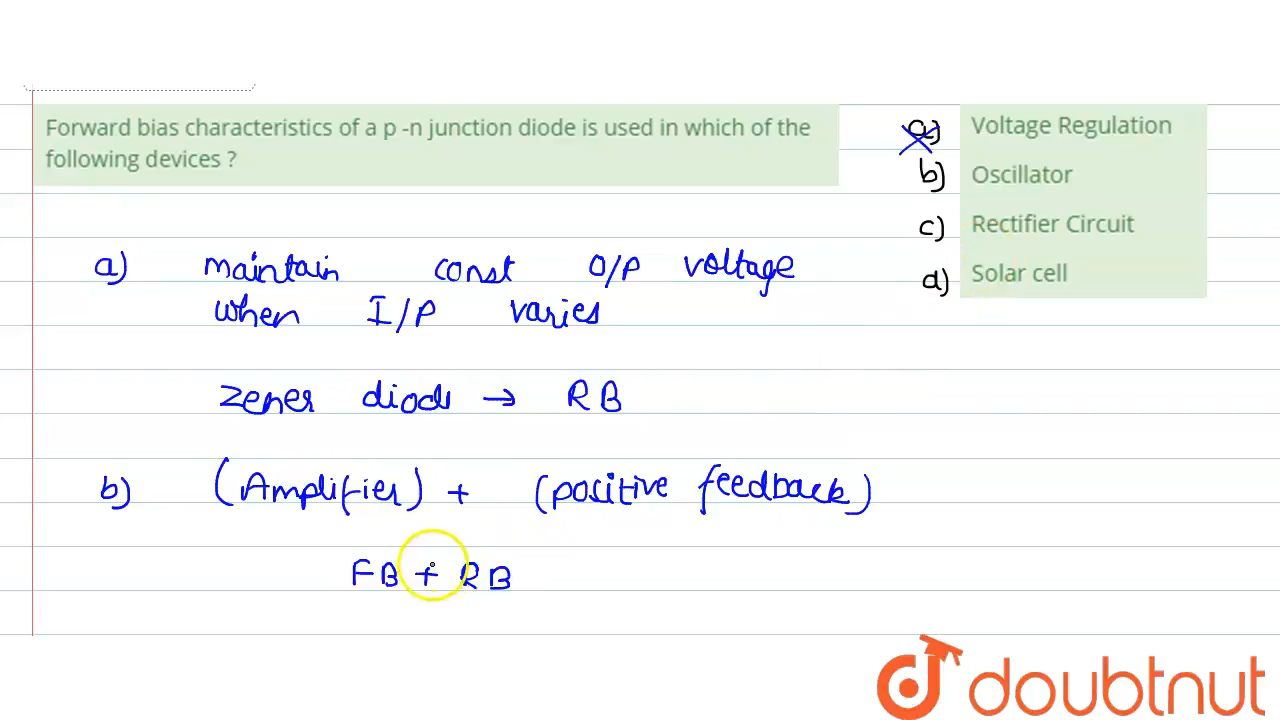 Forward bias characteristics of a p -n junction diode is used in which of the
following devices ?
a) Voltage Regulation
b) Oscillator
c) Rectifier Circuit
d) Solar cell
a) maintain const O/P voltage
when I/P varies
zener diode → RB
b) (Amplifier) + (positive feedback)
FB + RB
doubtnut